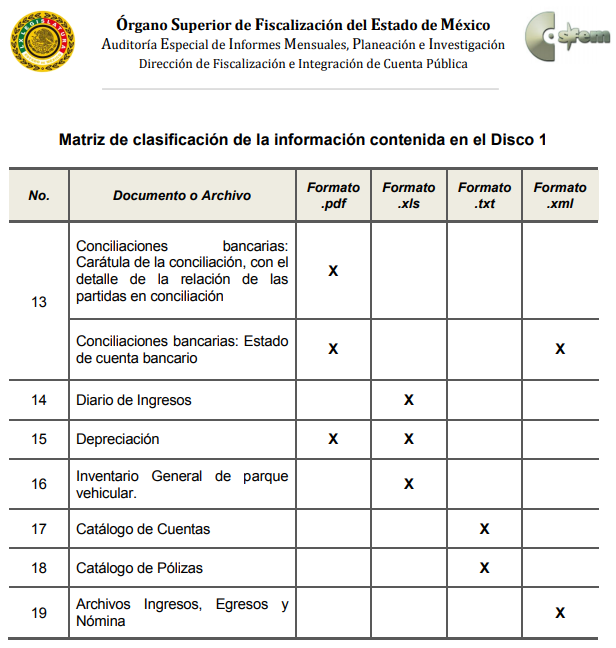 Órgano Superior de Fiscalización del Estado de México
Auditoría Especial de Informes Mensuales, Planeación e Investigación
Dirección de Fiscalización e Integración de Cuenta Pública
osfem
Matriz de clasificación de la información contenida en el Disco 1
No. Documento o Archivo Formato .pdf Formato .xls Formato .txt Formato .xml
13
Conciliaciones bancarias:
Carátula de la conciliación, con el
detalle de la relación de las
partidas en conciliación
X
Conciliaciones bancarias: Estado
de cuenta bancario
X X
14 Diario de Ingresos X
15 Depreciación X X
16 Inventario General de parque
vehicular.
X
17 Catálogo de Cuentas X
18 Catálogo de Pólizas X
19 Archivos Ingresos, Egresos y
Nómina
X